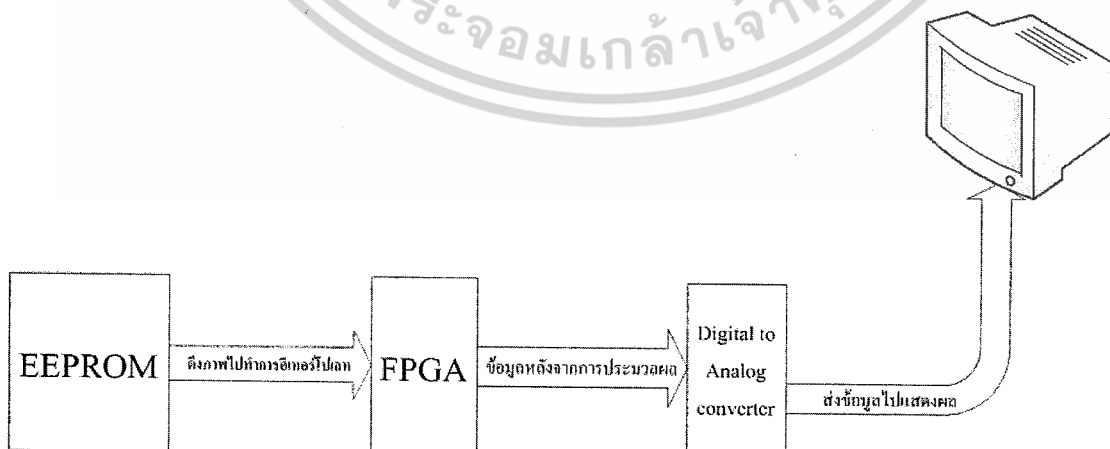 ระจอมเกล้าเจ้า
EEPROM
ดึงภาพไปทำการอินเตอร์โปเลท
FPGA
ข้อมูลหลังจากการประมวลผล
Digital to
Analog
converter
ส่งข้อมูลไปแสดงผล